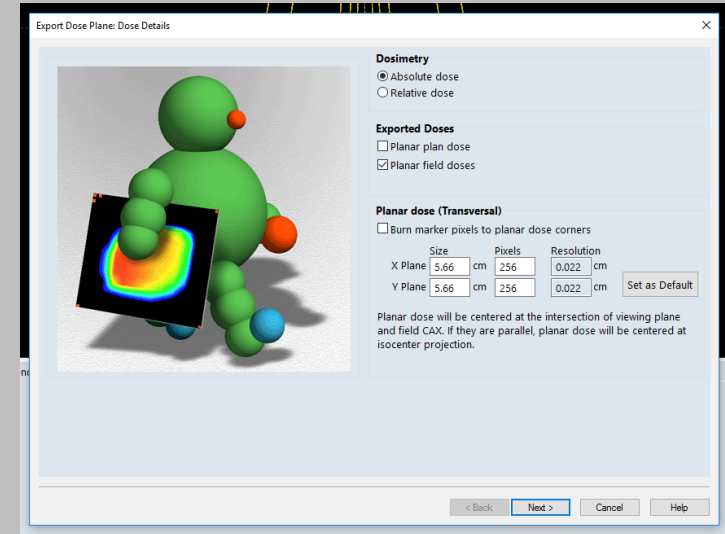 Export Dose Plane: Dose Details
Dosimetry
Absolute dose
Relative dose
Exported Doses
Planar plan dose
Planar field doses
Planar dose (Transversal)
Burn marker pixels to planar dose corners
Size Pixels Resolution
X Plane 5.66 cm 256 0.022 cm
Y Plane 5.66 cm 256 0.022 cm Set as Default
Planar dose will be centered at the intersection of viewing plane
and field CAX. If they are parallel, planar dose will be centered at
isocenter projection.
< Back Next > Cancel Help